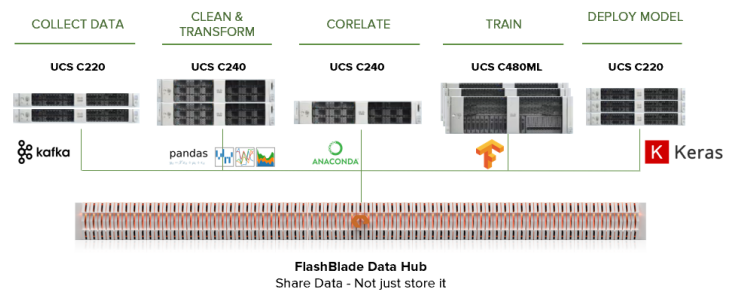 COLLECT DATA
CLEAN &
TRANSFORM
CORELATE
TRAIN
DEPLOY MODEL
UCS C220
UCS C240
UCS C240
UCS C480ML
UCS C220
kafka
pandas
ANACONDA
K Keras
FlashBlade Data Hub
Share Data - Not just store it